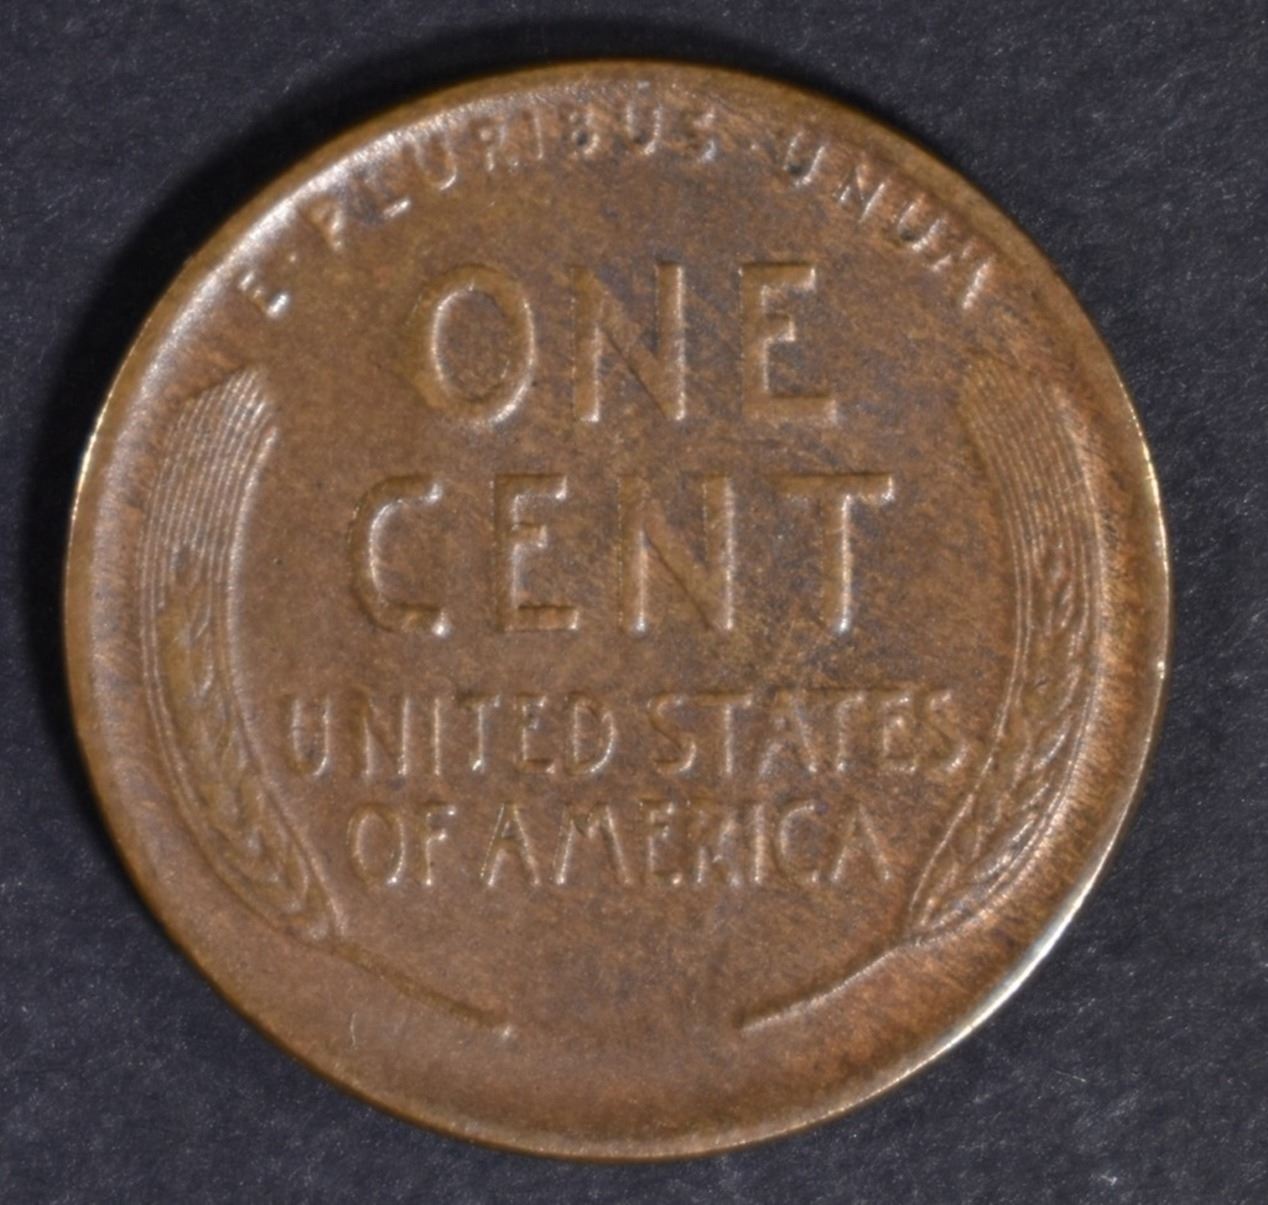 E·PLURIBUS·UNUM
ONE
CENT
UNITED STATES
OF AMERICA